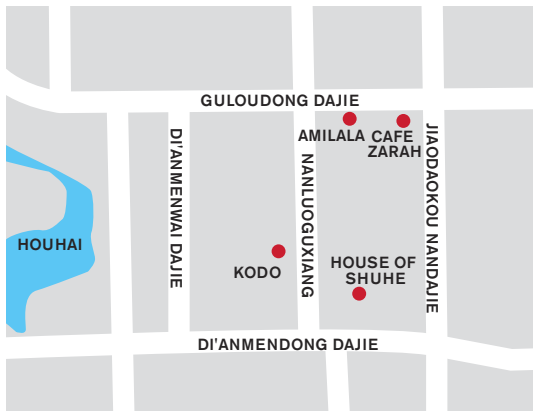 GULOUDONG DAJIE
AMILALA
CAFE
ZARAH
DI'ANMENWAI DAJIE
NANLUOGUXIANG
JIAODAOKOU NANDAJIE
HOUHAI
KODO
HOUSE OF
SHUHE
DI'ANMENDONG DAJIE